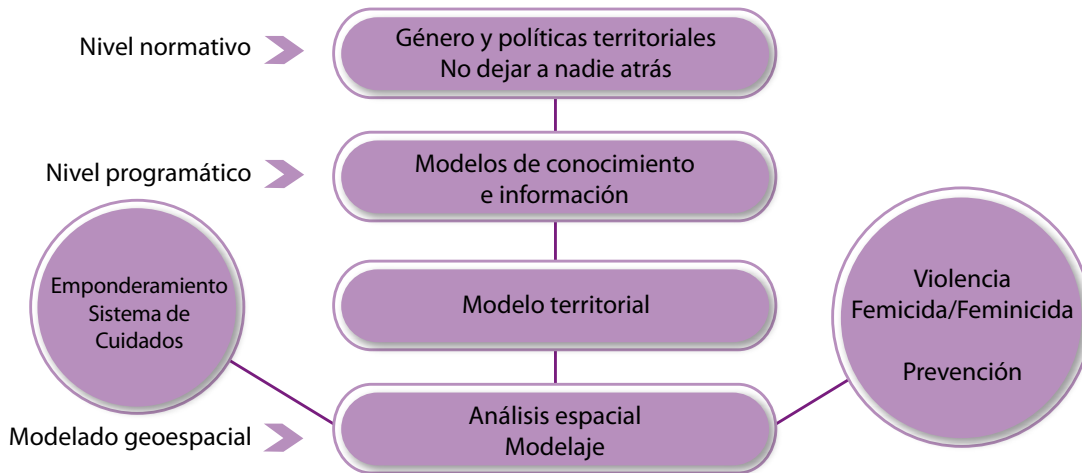 Nivel normativo
Género y políticas territoriales
No dejar a nadie atrás
Nivel programático
Modelos de conocimiento
e información
Emponderamiento
Sistema de
Cuidados
Modelo territorial
Violencia
Femicida/Feminicida
Prevención
Modelado geoespacial
Análisis espacial
Modelaje